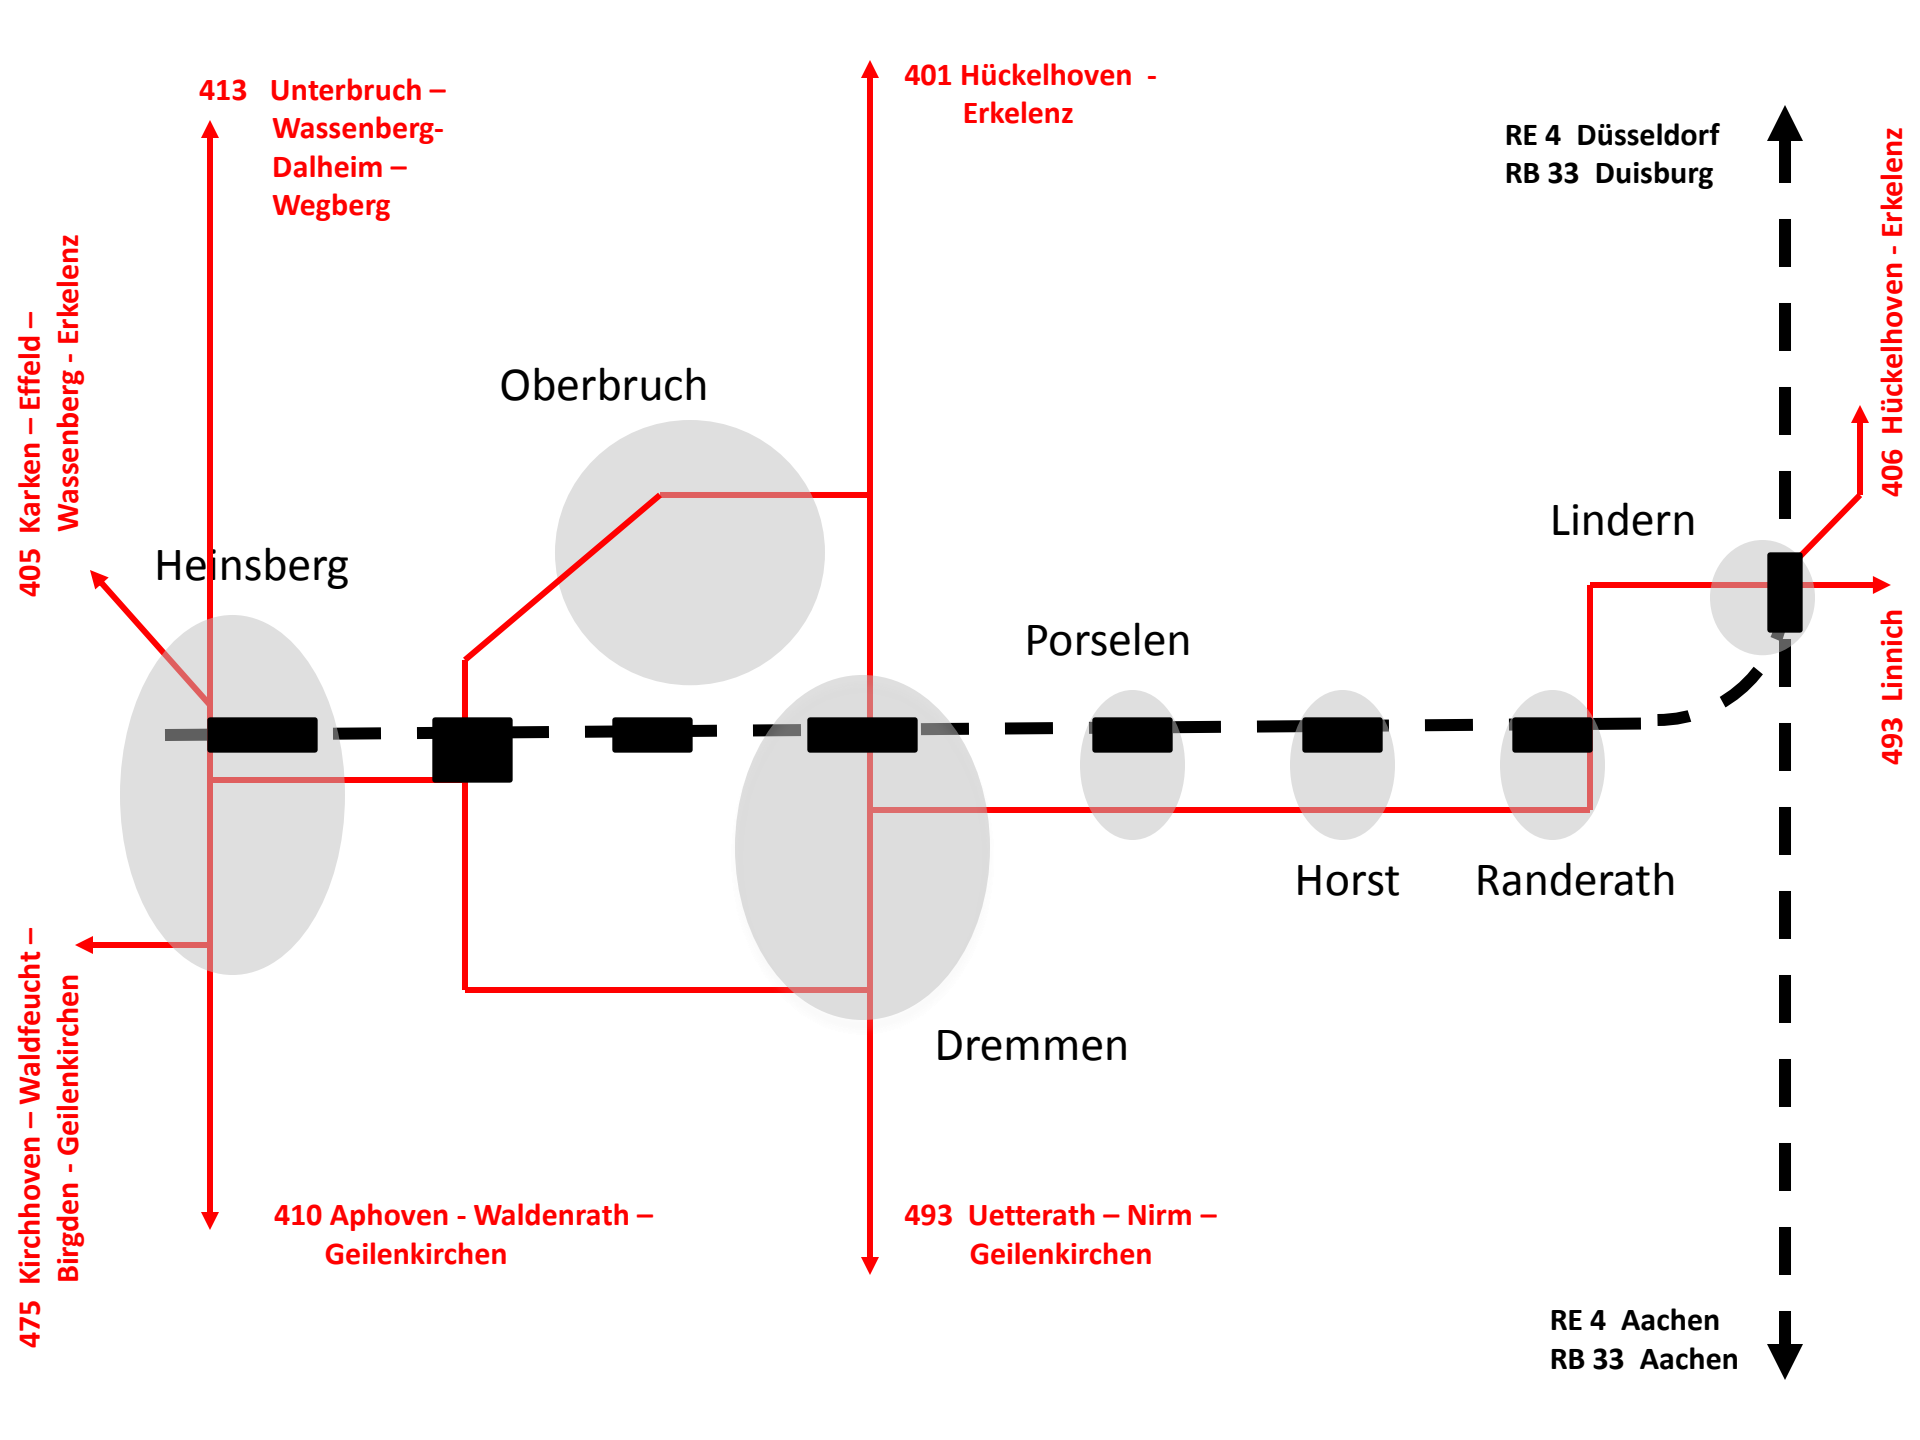 413 Unterbruch –
Wassenberg-
Dalheim –
Wegberg
401 Hückelhoven -
Erkelenz
RE 4 Düsseldorf
RB 33 Duisburg
406 Hückelhoven - Erkelenz
405 Karken – Effeld –
Wassenberg - Erkelenz
Oberbruch
Heinsberg
Lindern
Porselen
493 Linnich
Horst
Randerath
Dremmen
475 Kirchhoven – Waldfeucht –
Birgden - Geilenkirchen
410 Aphoven - Waldenrath –
Geilenkirchen
493 Uetterath – Nirm –
Geilenkirchen
RE 4 Aachen
RB 33 Aachen